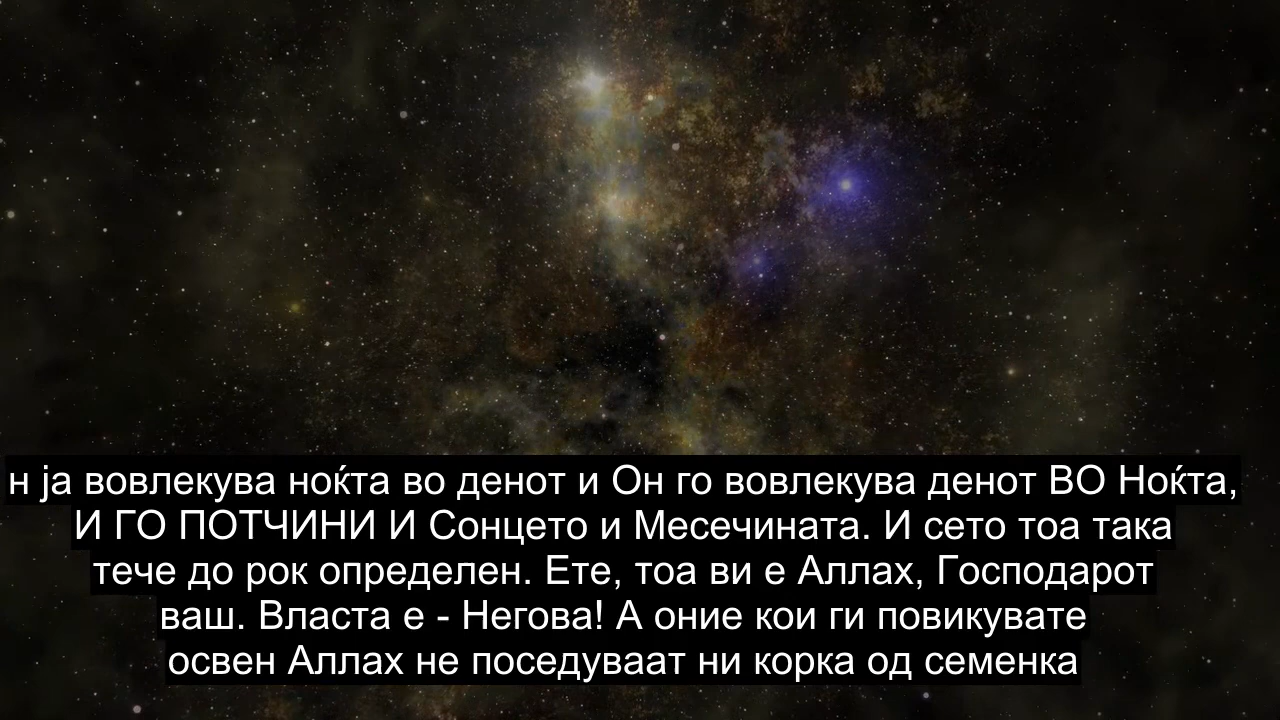 н ја вовлекува ноќта во денот и Он го вовлекува денот ВО Ноќта,
И ГО ПОТЧИНИ И Сонцето и Месечината. И сето тоа така
тече до рок определен. Ете, тоа ви е Аллах, Господарот
ваш. Власта е - Негова! А оние кои ги повикувате
освен Аллах не поседуваат ни корка од семенка